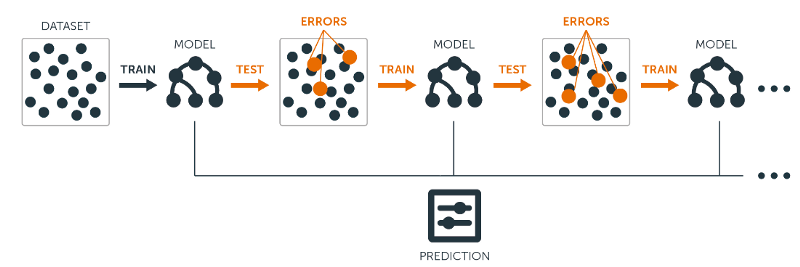 DATASET
MODEL
TRAIN
TEST
ERRORS
TRAIN
MODEL
TEST
ERRORS
TRAIN
MODEL
PREDICTION